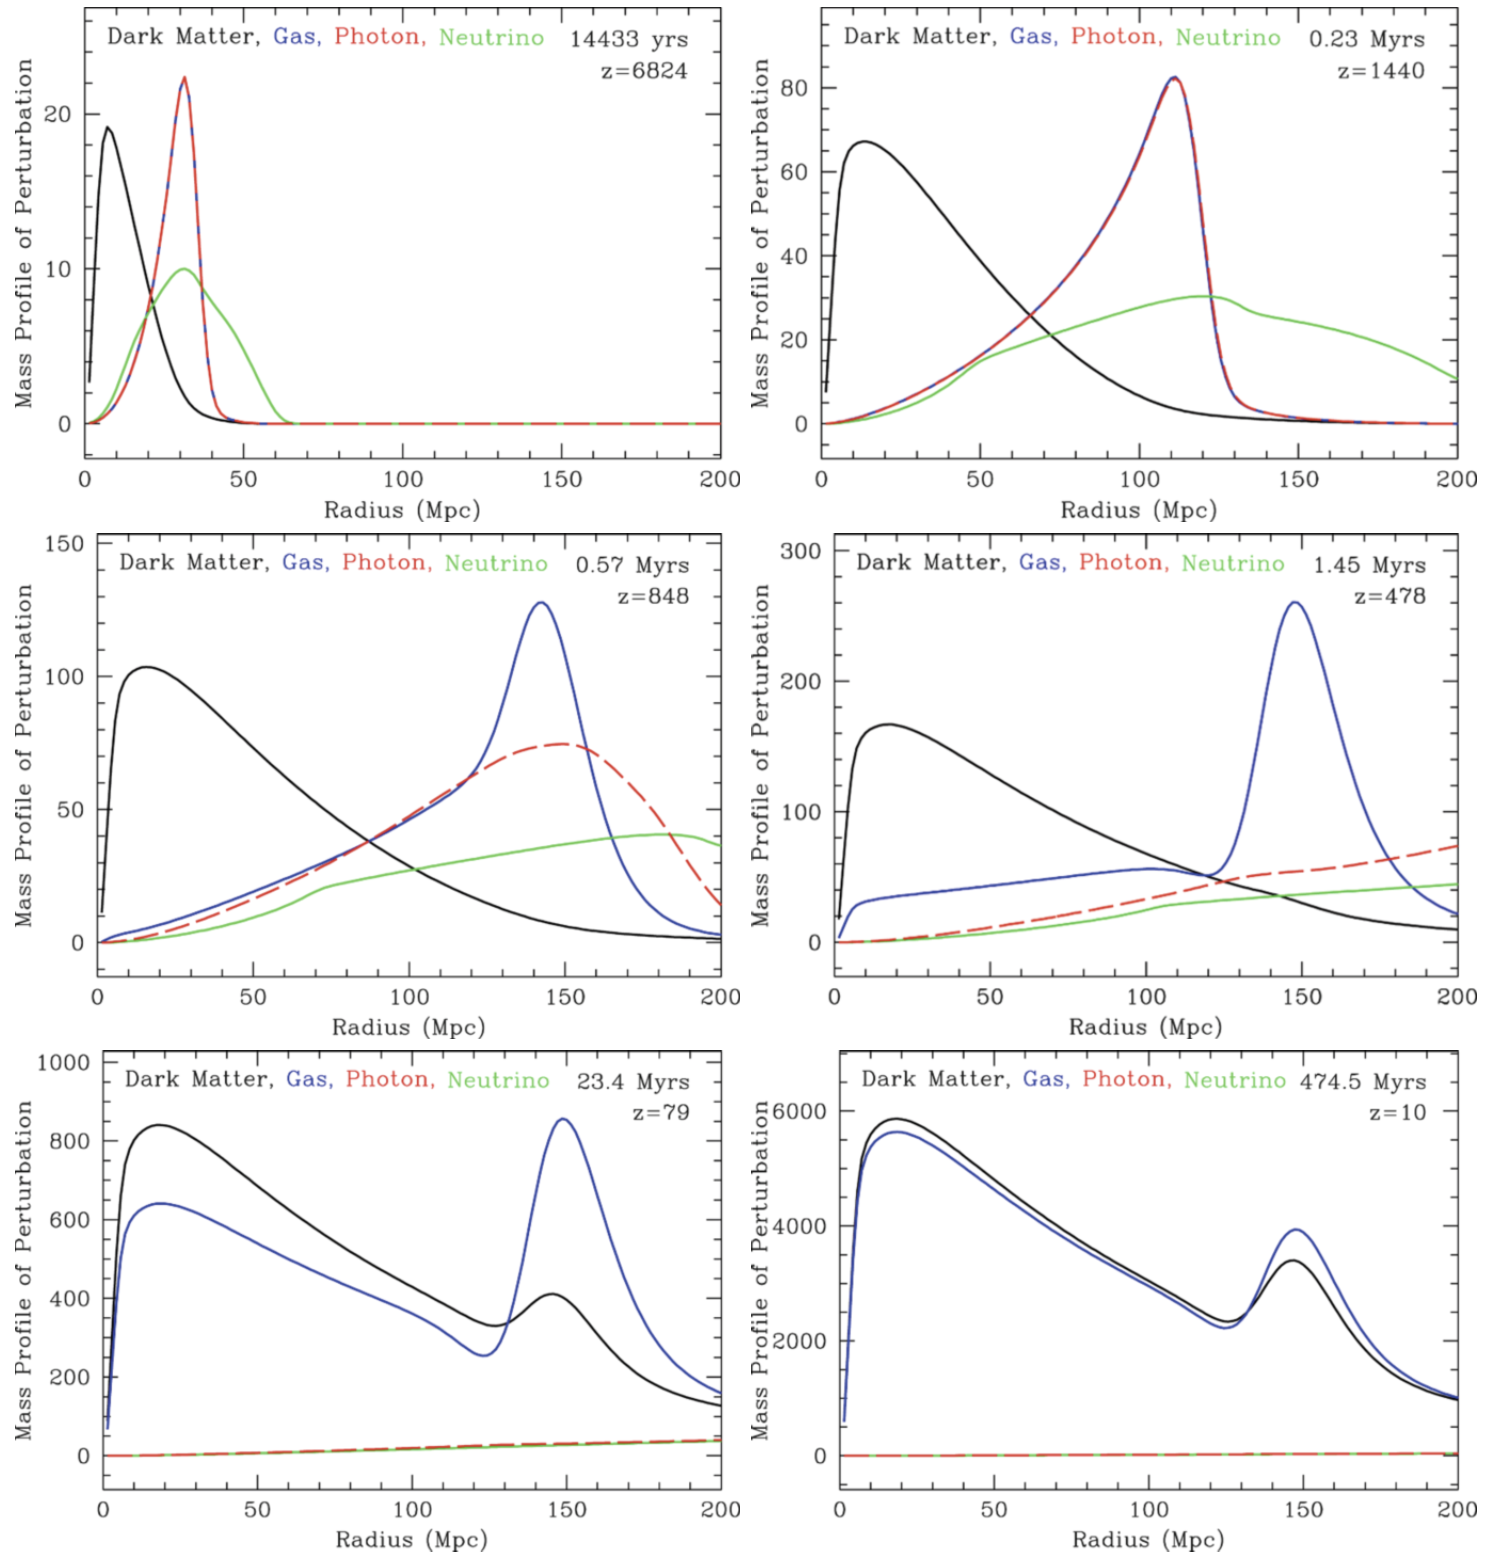 Dark Matter, Gas, Photon, Neutrino 14433 yrs
z=6824
Mass Profile of Perturbation
20
10
0
0 50 100 150 200
Radius (Mpc)
Dark Matter, Gas, Photon, Neutrino 0.23 Myrs
z=1440
Mass Profile of Perturbation
80
60
40
20
0
0 50 100 150 200
Radius (Mpc)
Dark Matter, Gas, Photon, Neutrino 0.57 Myrs
z=848
Mass Profile of Perturbation
150
100
50
0
0 50 100 150 200
Radius (Mpc)
Dark Matter, Gas, Photon, Neutrino 1.45 Myrs
z=478
Mass Profile of Perturbation
300
200
100
0
0 50 100 150 200
Radius (Mpc)
Dark Matter, Gas, Photon, Neutrino 23.4 Myrs
z=79
Mass Profile of Perturbation
1000
800
600
400
200
0
0 50 100 150 200
Radius (Mpc)
Dark Matter, Gas, Photon, Neutrino 474.5 Myrs
z=10
Mass Profile of Perturbation
6000
4000
2000
0
0 50 100 150 200
Radius (Mpc)